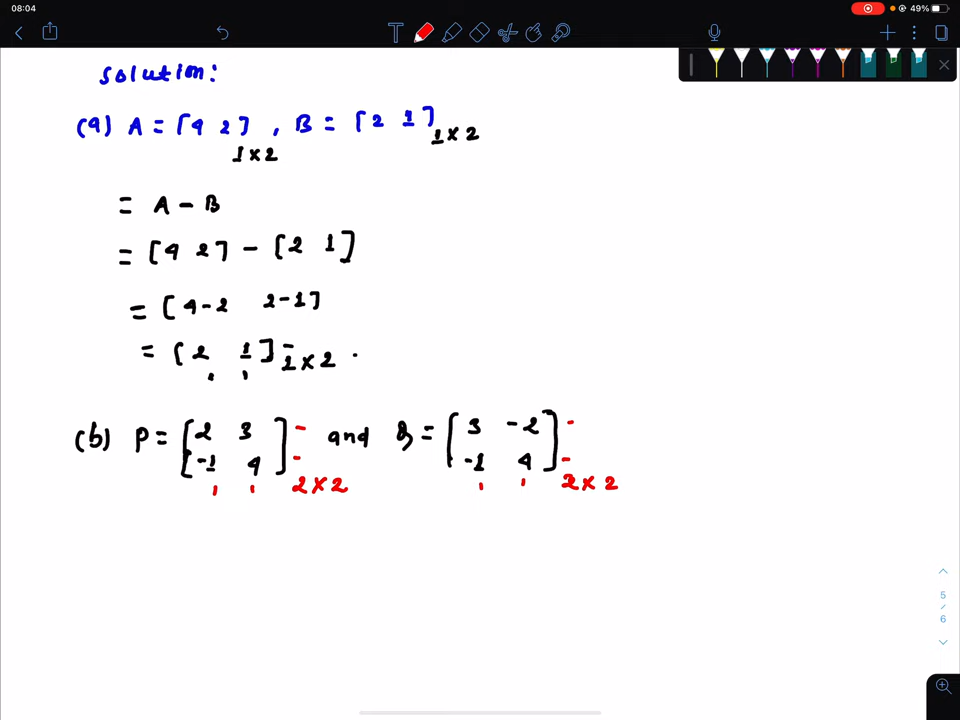 08:04
49%
solution:
(a) A = [4 2] 1×2 , B = [2 1] 1×2
= A - B
= [4 2] - [2 1]
= [4-2 2-1]
= [2 1] 1×2 .
(b) P = [2 3 and Q = [3 -2
-1 4] 2×2 -1 4] 2×2
5
/
6